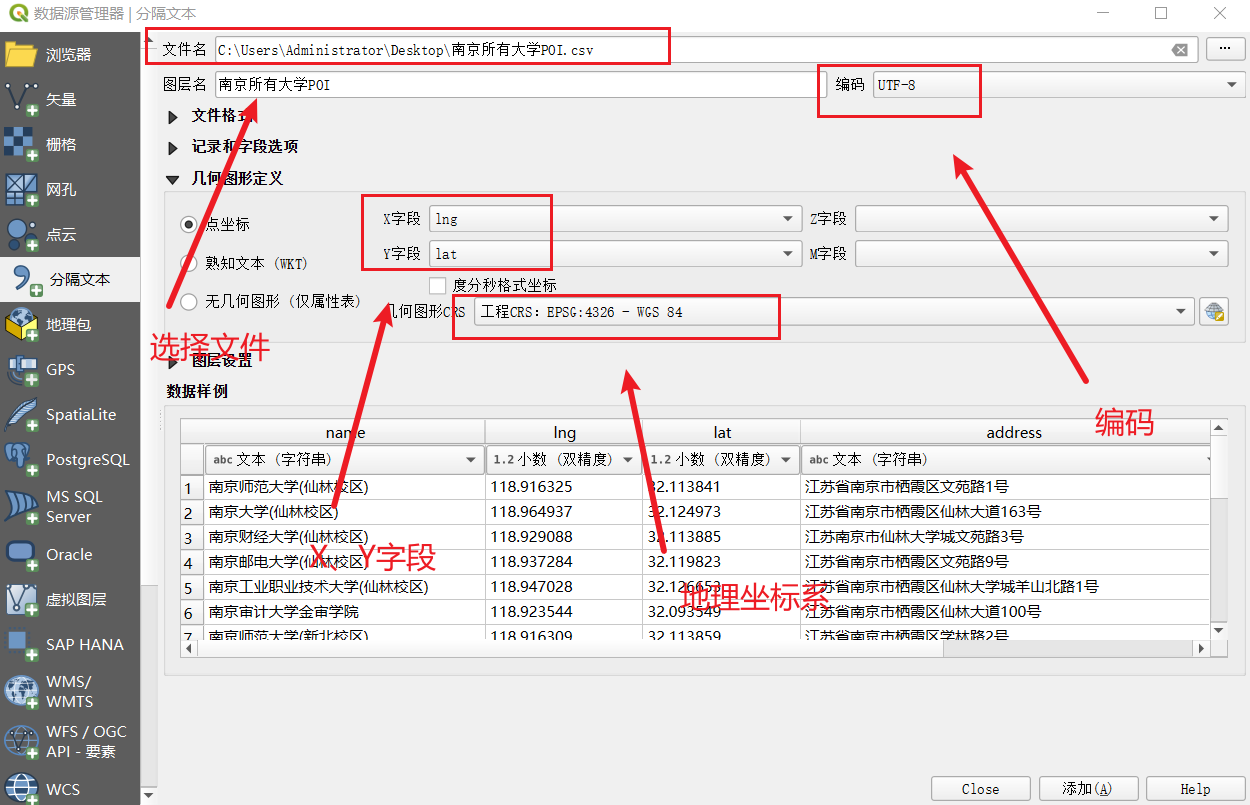 数据源管理器 | 分隔文本
浏览器
矢量
栅格
网孔
点云
分隔文本
地理包
GPS
SpatiaLite
PostgreSQL
MS SQL
Server
Oracle
虚拟图层
SAP HANA
WMS/
WMTS
WFS / OGC
API - 要素
WCS
文件名 C:\Users\Administrator\Desktop\南京所有大学POI.csv ...
图层名 南京所有大学POI 编码 UTF-8
文件格式
记录和字段选项
几何图形定义
点坐标 X字段 lng Z字段
Y字段 lat M字段
熟知文本（WKT）
度分秒格式坐标
无几何图形（仅属性表） 几何图形CRS 工程CRS: EPSG:4326 - WGS 84
选择文件
图层设置
数据样例
编码
name lng lat address
abc 文本（字符串） 1.2 小数（双精度） 1.2 小数（双精度） abc 文本（字符串）
1 南京师范大学(仙林校区) 118.916325 32.113841 江苏省南京市栖霞区文苑路1号
2 南京大学(仙林校区) 118.964937 32.124973 江苏省南京市栖霞区仙林大道163号
3 南京财经大学(仙林校区) 118.929088 32.113885 江苏南京市仙林大学城文苑路3号
4 南京邮电大学(仙林校区) 118.937284 32.119823 江苏省南京市栖霞区文苑路9号
X、Y字段
5 南京工业职业技术大学(仙林校区) 118.947028 32.126653 江苏省南京市栖霞区仙林大学城羊山北路1号
地理坐标系
6 南京审计大学金审学院 118.923544 32.093549 江苏省南京市栖霞区仙林大道100号
7 南京师范大学(新北校区) 118.916309 32.113859 江苏省南京市栖霞区学林路2号
Close 添加(A) Help